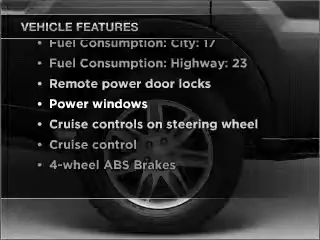 VEHICLE FEATURES
• Fuel Consumption: City: 17
• Fuel Consumption: Highway: 23
• Remote power door locks
• Power windows
• Cruise controls on steering wheel
• Cruise control
• 4-wheel ABS Brakes